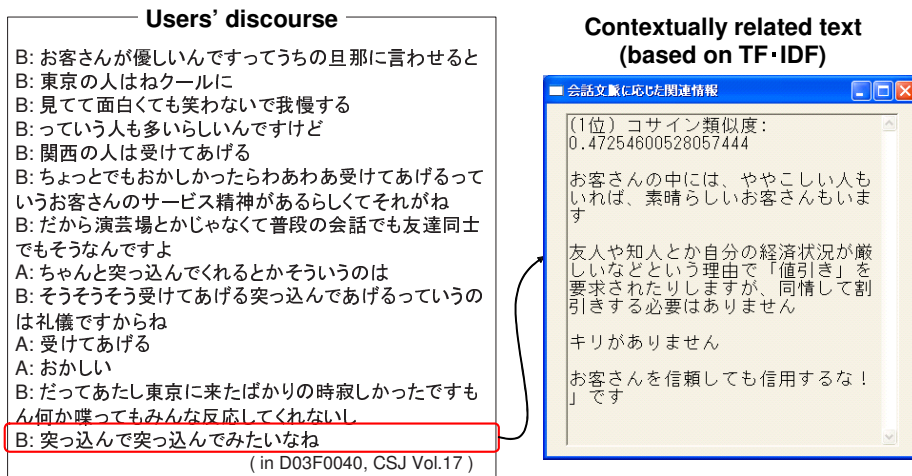 Users' discourse
B: お客さんが優しいんですってうちの旦那に言わせると
B: 東京の人はねクールに
B: 見てて面白くても笑わないで我慢する
B: っていう人も多いらしいんですけど
B: 関西の人は受けてあげる
B: ちょっとでもおかしかったらわあわあ受けてあげるって
いうお客さんのサービス精神があるらしくてそれがね
B: だから演芸場とかじゃなくて普段の会話でも友達同士
でもそうなんですよ
A: ちゃんと突っ込んでくれるとかそういうのは
B: そうそうそう受けてあげる突っ込んであげるっていうの
は礼儀ですからね
A: 受けてあげる
A: おかしい
B: だってあたし東京に来たばかりの時寂しかったですも
ん何か喋ってもみんな反応してくれないし
B: 突っ込んで突っ込んでみたいなね
( in D03F0040, CSJ Vol.17 )
Contextually related text
(based on TF・IDF)
会話文脈に応じた関連情報
(1位) コサイン類似度:
0.47254600528057444
お客さんの中には、ややこしい人も
いれば、素晴らしいお客さんもいま
す
友人や知人とか自分の経済状況が厳
しいなどという理由で「値引き」を
要求されたりしますが、同情して割
引きする必要はありません
キリがありません
お客さんを信頼しても信用するな！
」です